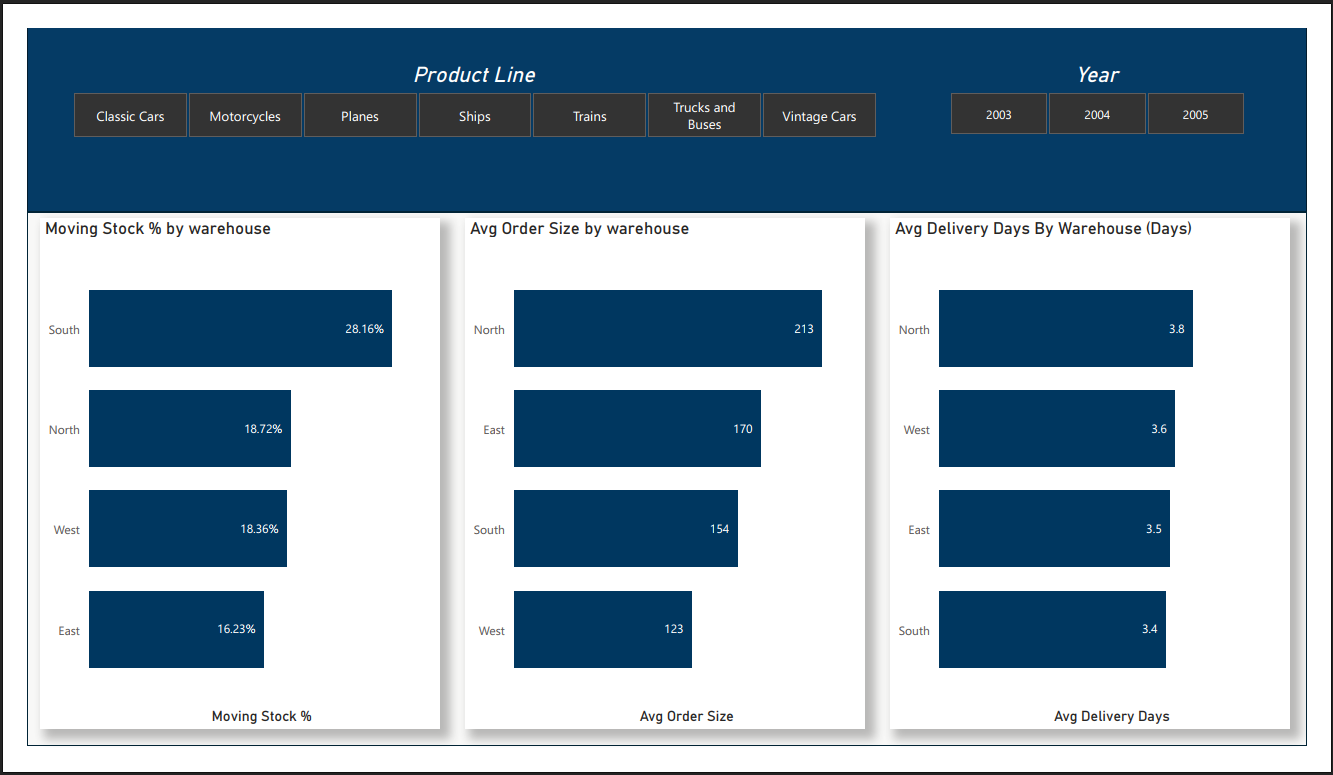 Product Line
Year
Classic Cars
Motorcycles
Planes
Ships
Trains
Trucks and
Buses
Vintage Cars
2003
2004
2005
Moving Stock % by warehouse
South
28.16%
North
18.72%
West
18.36%
East
16.23%
Moving Stock %
Avg Order Size by warehouse
North
213
East
170
South
154
West
123
Avg Order Size
Avg Delivery Days By Warehouse (Days)
North
3.8
West
3.6
East
3.5
South
3.4
Avg Delivery Days